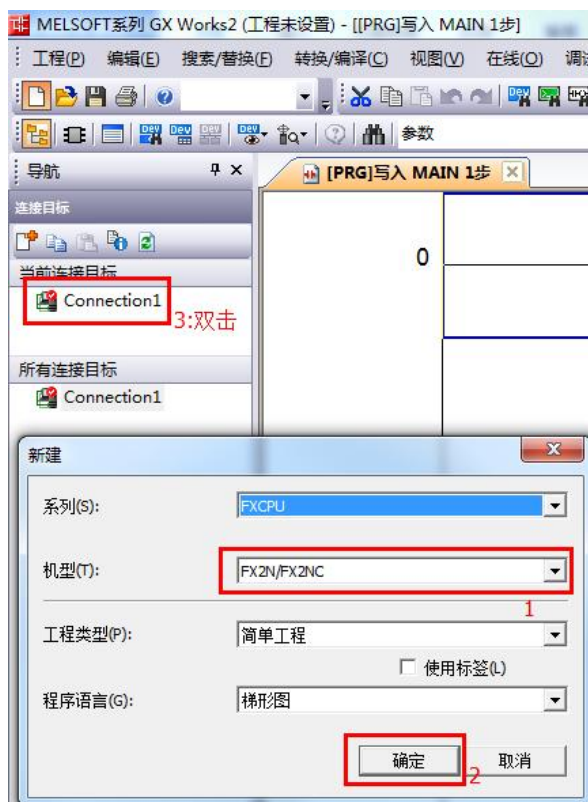 MELSOFT系列 GX Works2 (工程未设置) - [[PRG]写入 MAIN 1步]
工程(P) 编辑(E) 搜索/替换(F) 转换/编译(C) 视图(V) 在线(O) 调
参数
导航
[PRG]写入 MAIN 1步
连接目标
当前连接目标
Connection1
3:双击
0
所有连接目标
Connection1
新建
系列(S): FXCPU
机型(T): FX2N/FX2NC
1
工程类型(P): 简单工程
使用标签(L)
程序语言(G): 梯形图
确定 取消
2